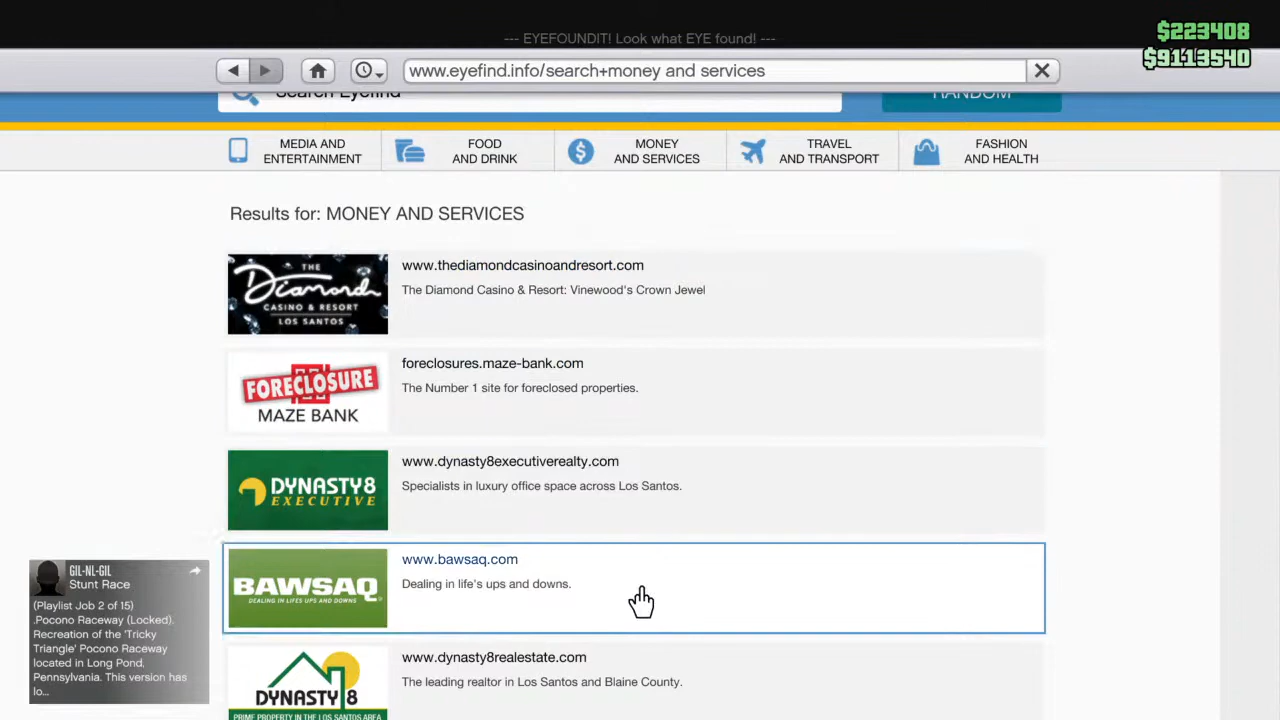 --- EYEFOUNDIT! Look what EYE found! ---
$223408
$9113540
www.eyefind.info/search+money and services
Search Eyefind
RANDOM
MEDIA AND
ENTERTAINMENT
FOOD
AND DRINK
MONEY
AND SERVICES
TRAVEL
AND TRANSPORT
FASHION
AND HEALTH
Results for: MONEY AND SERVICES
THE
Diamond
CASINO & RESORT
LOS SANTOS
www.thediamondcasinoandresort.com
The Diamond Casino & Resort: Vinewood's Crown Jewel
FORECLOSURE
MAZE BANK
foreclosures.maze-bank.com
The Number 1 site for foreclosed properties.
DYNASTY8
EXECUTIVE
www.dynasty8executiverealty.com
Specialists in luxury office space across Los Santos.
BAWSAQ
DEALING IN LIFES UPS AND DOWNS
www.bawsaq.com
Dealing in life's ups and downs.
DYNASTY 8
PRIME PROPERTY IN THE LOS SANTOS AREA
www.dynasty8realestate.com
The leading realtor in Los Santos and Blaine County.
GIL-NL-GIL
Stunt Race
(Playlist Job 2 of 15)
.Pocono Raceway (Locked).
Recreation of the 'Tricky
Triangle' Pocono Raceway
located in Long Pond,
Pennsylvania. This version has
lo...